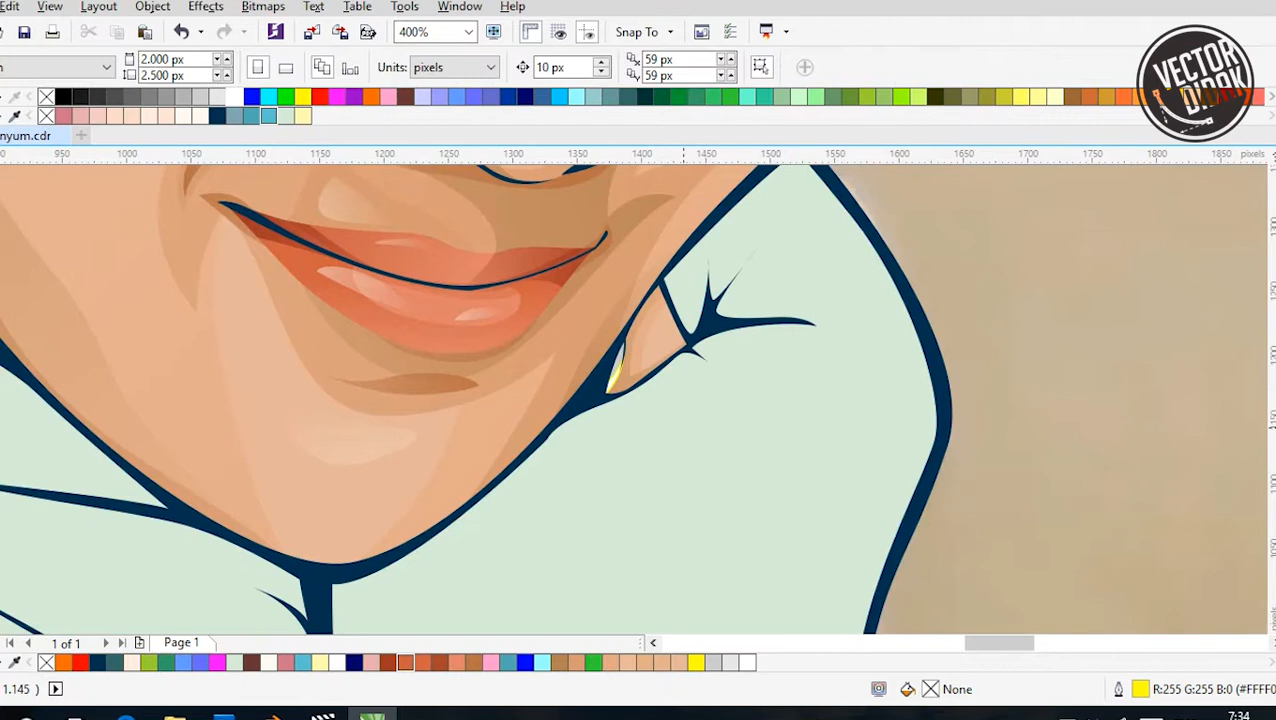 Edit View Layout Object Effects Bitmaps Text Table Tools Window Help
400% Snap To
2.000 px
2.500 px
Units: pixels 10 px 59 px
59 px
VECTOR
DIDAK
nyum.cdr
950 1000 1050 1100 1150 1200 1250 1300 1350 1400 1450 1500 1550 1600 1650 1700 1750 1800 1850 pixels
1 of 1 Page 1
1.145 ) None R:255 G:255 B:0 (#FFFF0
7:34